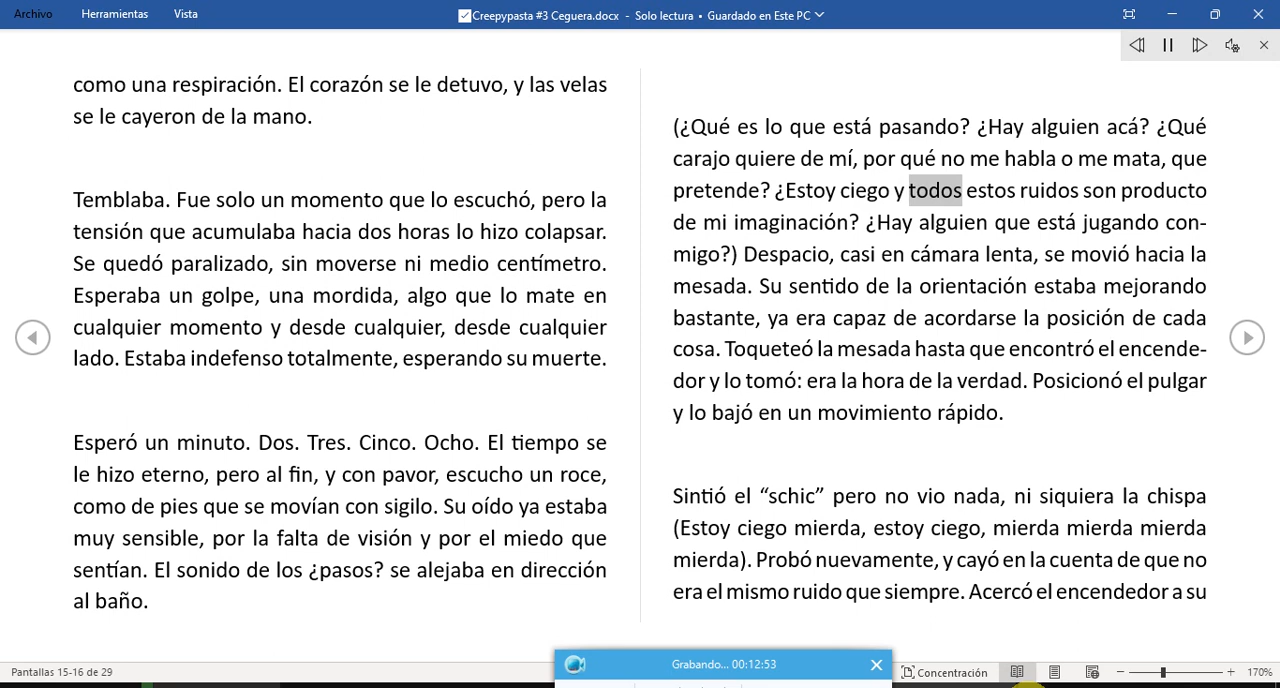 Archivo Herramientas Vista
Creepypasta #3 Ceguera.docx - Solo lectura • Guardado en Este PC
como una respiración. El corazón se le detuvo, y las velas
se le cayeron de la mano.
Temblaba. Fue solo un momento que lo escuchó, pero la
tensión que acumulaba hacia dos horas lo hizo colapsar.
Se quedó paralizado, sin moverse ni medio centímetro.
Esperaba un golpe, una mordida, algo que lo mate en
cualquier momento y desde cualquier, desde cualquier
lado. Estaba indefenso totalmente, esperando su muerte.
Esperó un minuto. Dos. Tres. Cinco. Ocho. El tiempo se
le hizo eterno, pero al fin, y con pavor, escucho un roce,
como de pies que se movían con sigilo. Su oído ya estaba
muy sensible, por la falta de visión y por el miedo que
sentían. El sonido de los ¿pasos? se alejaba en dirección
al baño.
(¿Qué es lo que está pasando? ¿Hay alguien acá? ¿Qué
carajo quiere de mí, por qué no me habla o me mata, que
pretende? ¿Estoy ciego y todos estos ruidos son producto
de mi imaginación? ¿Hay alguien que está jugando con-
migo?) Despacio, casi en cámara lenta, se movió hacia la
mesada. Su sentido de la orientación estaba mejorando
bastante, ya era capaz de acordarse la posición de cada
cosa. Toqueteó la mesada hasta que encontró el encende-
dor y lo tomó: era la hora de la verdad. Posicionó el pulgar
y lo bajó en un movimiento rápido.
Sintió el “schic” pero no vio nada, ni siquiera la chispa
(Estoy ciego mierda, estoy ciego, mierda mierda mierda
mierda). Probó nuevamente, y cayó en la cuenta de que no
era el mismo ruido que siempre. Acercó el encendedor a su
Pantallas 15-16 de 29
Grabando... 00:12:53
Concentración
170%